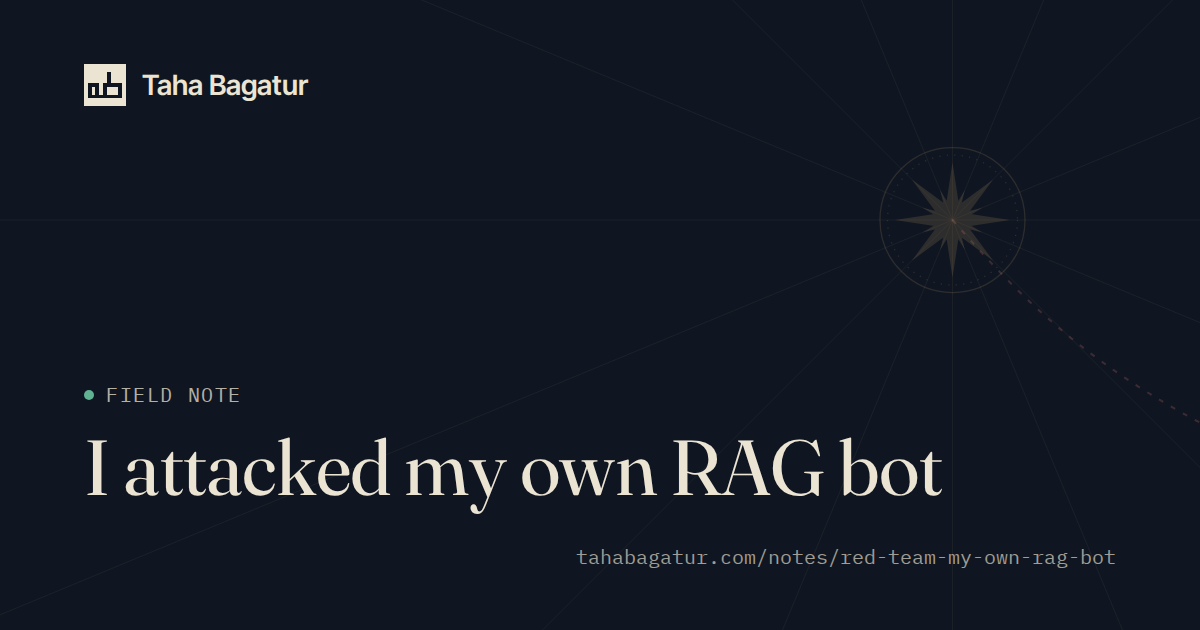 Taha Bagatur
FIELD NOTE
I attacked my own RAG bot
tahabagatur.com/notes/red-team-my-own-rag-bot